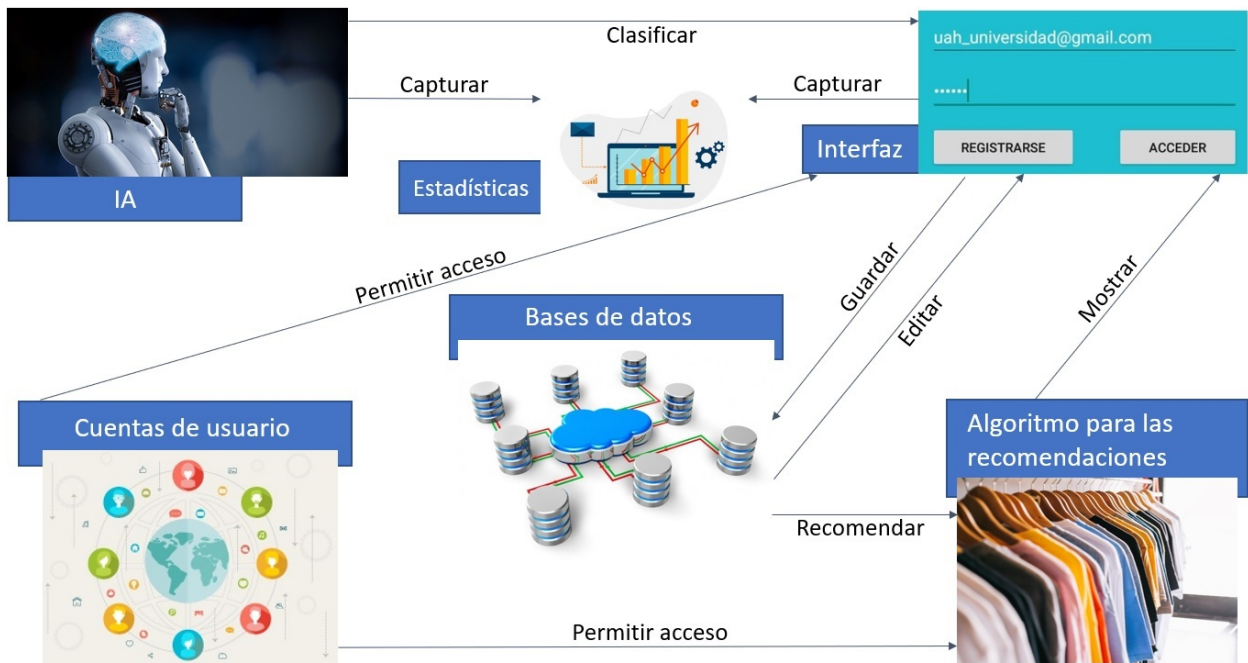 Clasificar
uah_universidad@gmail.com
Capturar
Capturar
••••••
Interfaz
REGISTRARSE
ACCEDER
IA
Estadísticas
Permitir acceso
Guardar
Editar
Mostrar
Bases de datos
Cuentas de usuario
Algoritmo para las
recomendaciones
Recomendar
Permitir acceso